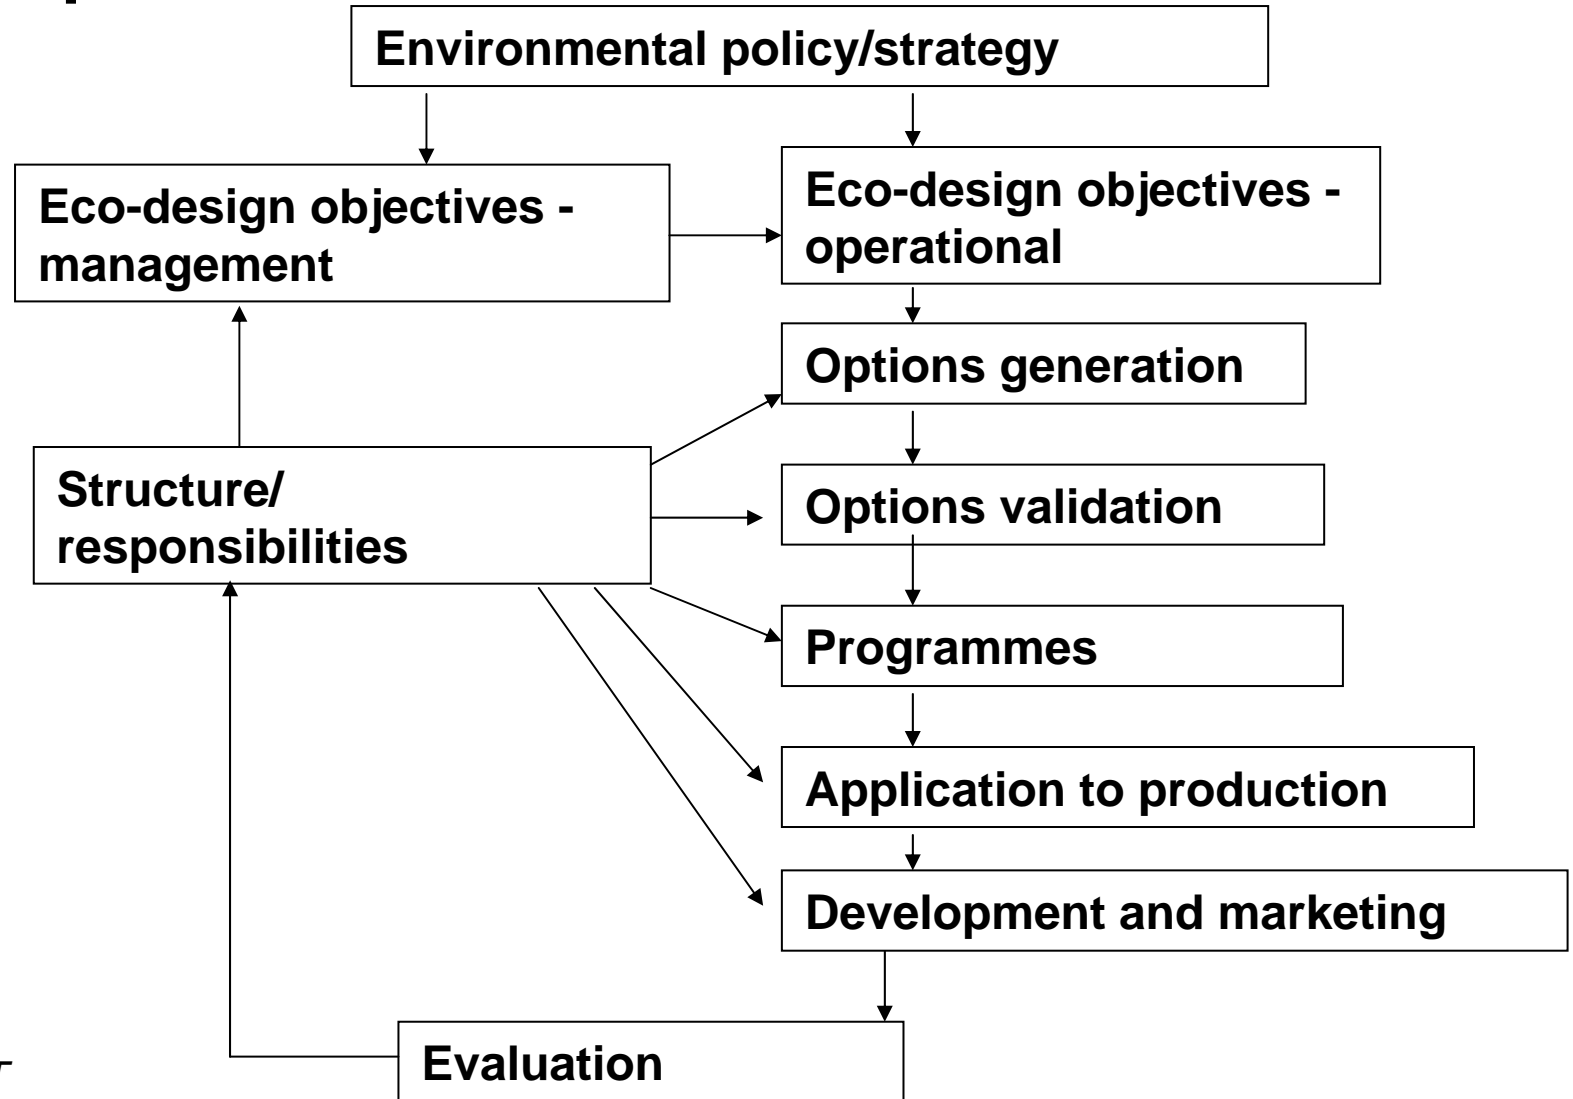 Environmental policy/strategy
Eco-design objectives -
management
Eco-design objectives -
operational
Options generation
Structure/
responsibilities
Options validation
Programmes
Application to production
Development and marketing
Evaluation